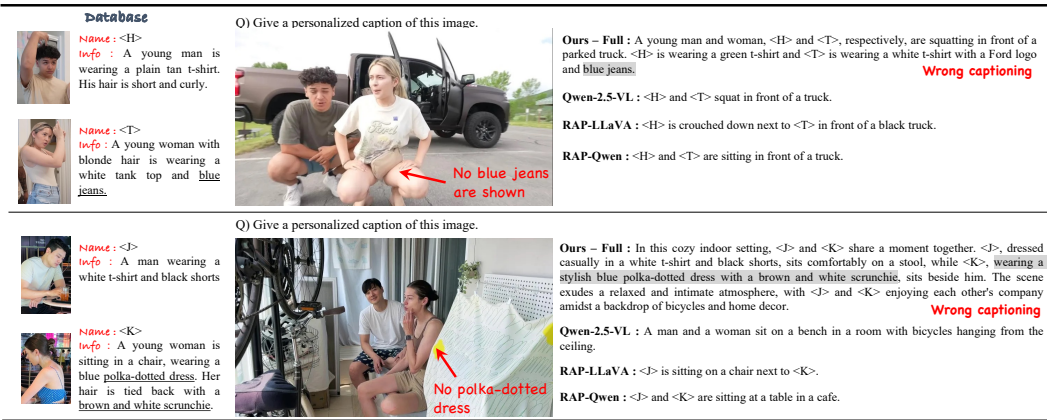 Database
Name : <H>
Info : A young man is
wearing a plain tan t-shirt.
His hair is short and curly.
Name : <T>
Info : A young woman with
blonde hair is wearing a
white tank top and blue
jeans.
Q) Give a personalized caption of this image.
No blue jeans
are shown
Ours – Full : A young man and woman, <H> and <T>, respectively, are squatting in front of a
parked truck. <H> is wearing a green t-shirt and <T> is wearing a white t-shirt with a Ford logo
and blue jeans.
Wrong captioning
Qwen-2.5-VL : <H> and <T> squat in front of a truck.
RAP-LLaVA : <H> is crouched down next to <T> in front of a black truck.
RAP-Qwen : <H> and <T> are sitting in front of a truck.
Name : <J>
Info : A man wearing a
white t-shirt and black shorts
Name : <K>
Info : A young woman is
sitting in a chair, wearing a
blue polka-dotted dress. Her
hair is tied back with a
brown and white scrunchie.
Q) Give a personalized caption of this image.
No polka-dotted
dress
Ours – Full : In this cozy indoor setting, <J> and <K> share a moment together. <J>, dressed
casually in a white t-shirt and black shorts, sits comfortably on a stool, while <K>, wearing a
stylish blue polka-dotted dress with a brown and white scrunchie, sits beside him. The scene
exudes a relaxed and intimate atmosphere, with <J> and <K> enjoying each other's company
amidst a backdrop of bicycles and home decor.
Wrong captioning
Qwen-2.5-VL : A man and a woman sit on a bench in a room with bicycles hanging from the
ceiling.
RAP-LLaVA : <J> is sitting on a chair next to <K>.
RAP-Qwen : <J> and <K> are sitting at a table in a cafe.